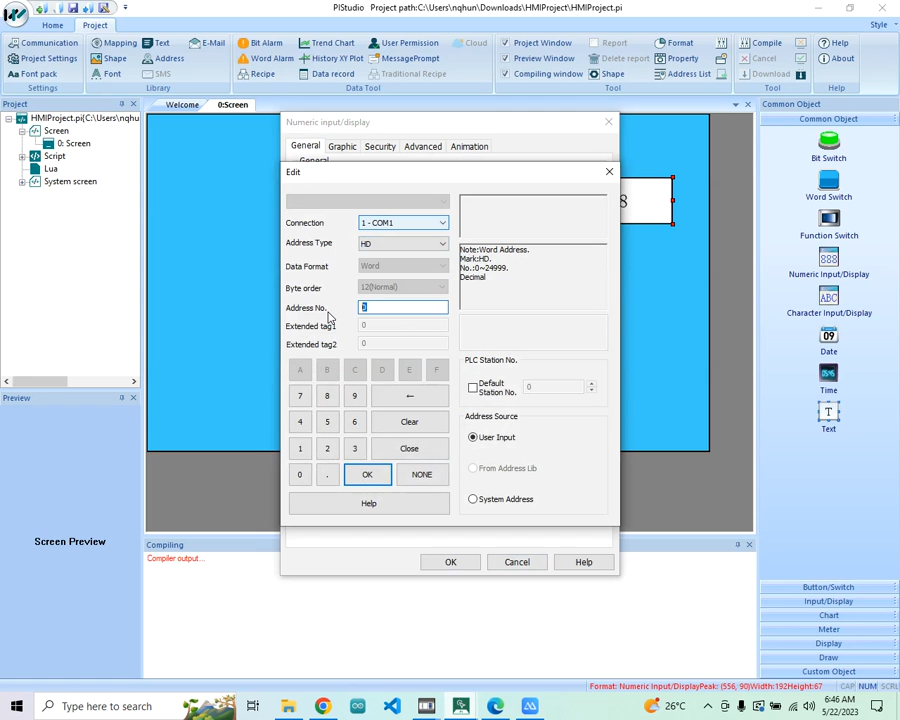 PIStudio Project path:C:\Users\nqhun\Downloads\HMIProject\HMIProject.pi
Home Project Style
Communication Mapping Text E-Mail Bit Alarm Trend Chart User Permission Cloud Project Window Report Format Compile Help
Project Settings Shape Address Word Alarm History XY Plot MessagePrompt Preview Window Delete report Property Cancel About
Font pack Font SMS Recipe Data record Traditional Recipe Compiling window Shape Address List Download
Settings Library Data Tool Tool Tool Help
Project
HMIProject.pi{C:\Users\nqhu
Screen
0: Screen
Script
Lua
System screen
Preview
Screen Preview
Welcome 0:Screen
8
Numeric input/display
General Graphic Security Advanced Animation
General
Edit
Connection 1 - COM1
Address Type HD
Data Format Word
Byte order 12(Normal)
Address No. 0
Extended tag1 0
Extended tag2 0
A B C D E F
7 8 9 ←
4 5 6 Clear
1 2 3 Close
0 . OK NONE
Help
Note:Word Address.
Mark:HD.
No.:0~24999.
Decimal
PLC Station No.
Default
Station No. 0
Address Source
User Input
From Address Lib
System Address
OK Cancel Help
Compiling
Compiler output...
Common Object
Common Object
Bit Switch
Word Switch
Function Switch
888
Numeric Input/Display
ABC
Character Input/Display
09
Date
Time
T
Text
Button/Switch
Input/Display
Chart
Meter
Display
Draw
Custom Object
Format: Numeric Input/DisplayPeak: (556, 90)Width:192Height:67 CAP NUM SCRL
Type here to search
26°C
6:46 AM
5/22/2023